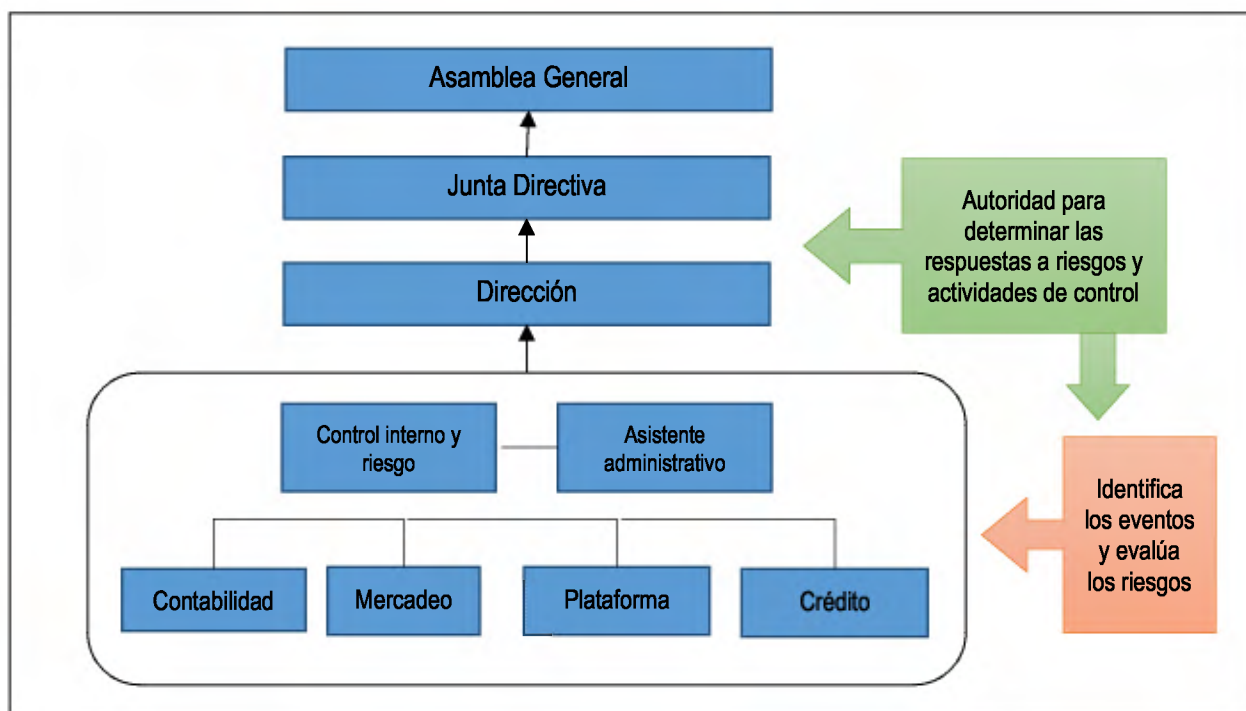 Asamblea General
Junta Directiva
Autoridad para
determinar las
respuestas a riesgos y
actividades de control
Dirección
Control interno y
riesgo
Asistente
administrativo
Identifica
los eventos
y evalúa
los riesgos
Contabilidad
Mercadeo
Plataforma
Crédito